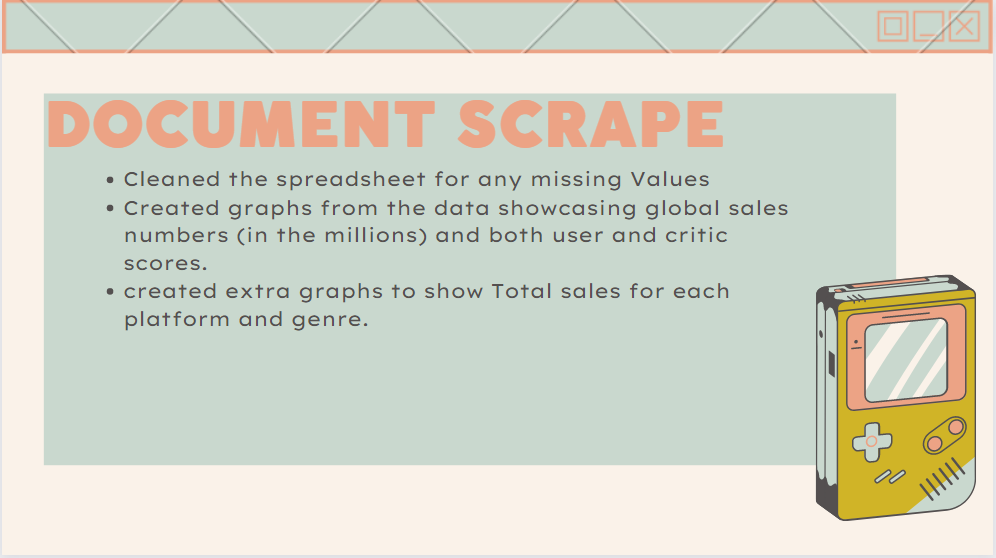 DOCUMENT SCRAPE
• Cleaned the spreadsheet for any missing Values
• Created graphs from the data showcasing global sales
numbers (in the millions) and both user and critic
scores.
• created extra graphs to show Total sales for each
platform and genre.